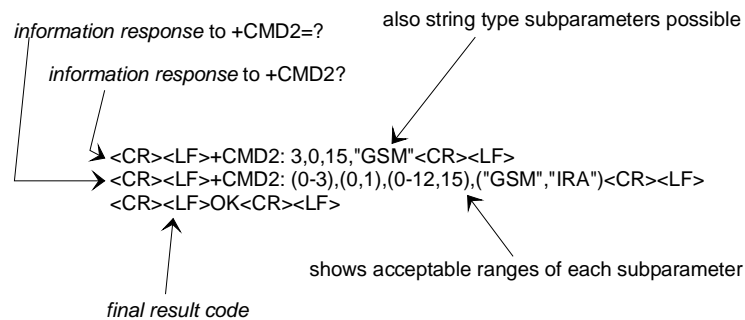 also string type subparameters possible
information response to +CMD2=?
information response to +CMD2?
<CR><LF>+CMD2: 3,0,15,"GSM"<CR><LF>
<CR><LF>+CMD2: (0-3),(0,1),(0-12,15),("GSM","IRA")<CR><LF>
<CR><LF>OK<CR><LF>
shows acceptable ranges of each subparameter
final result code